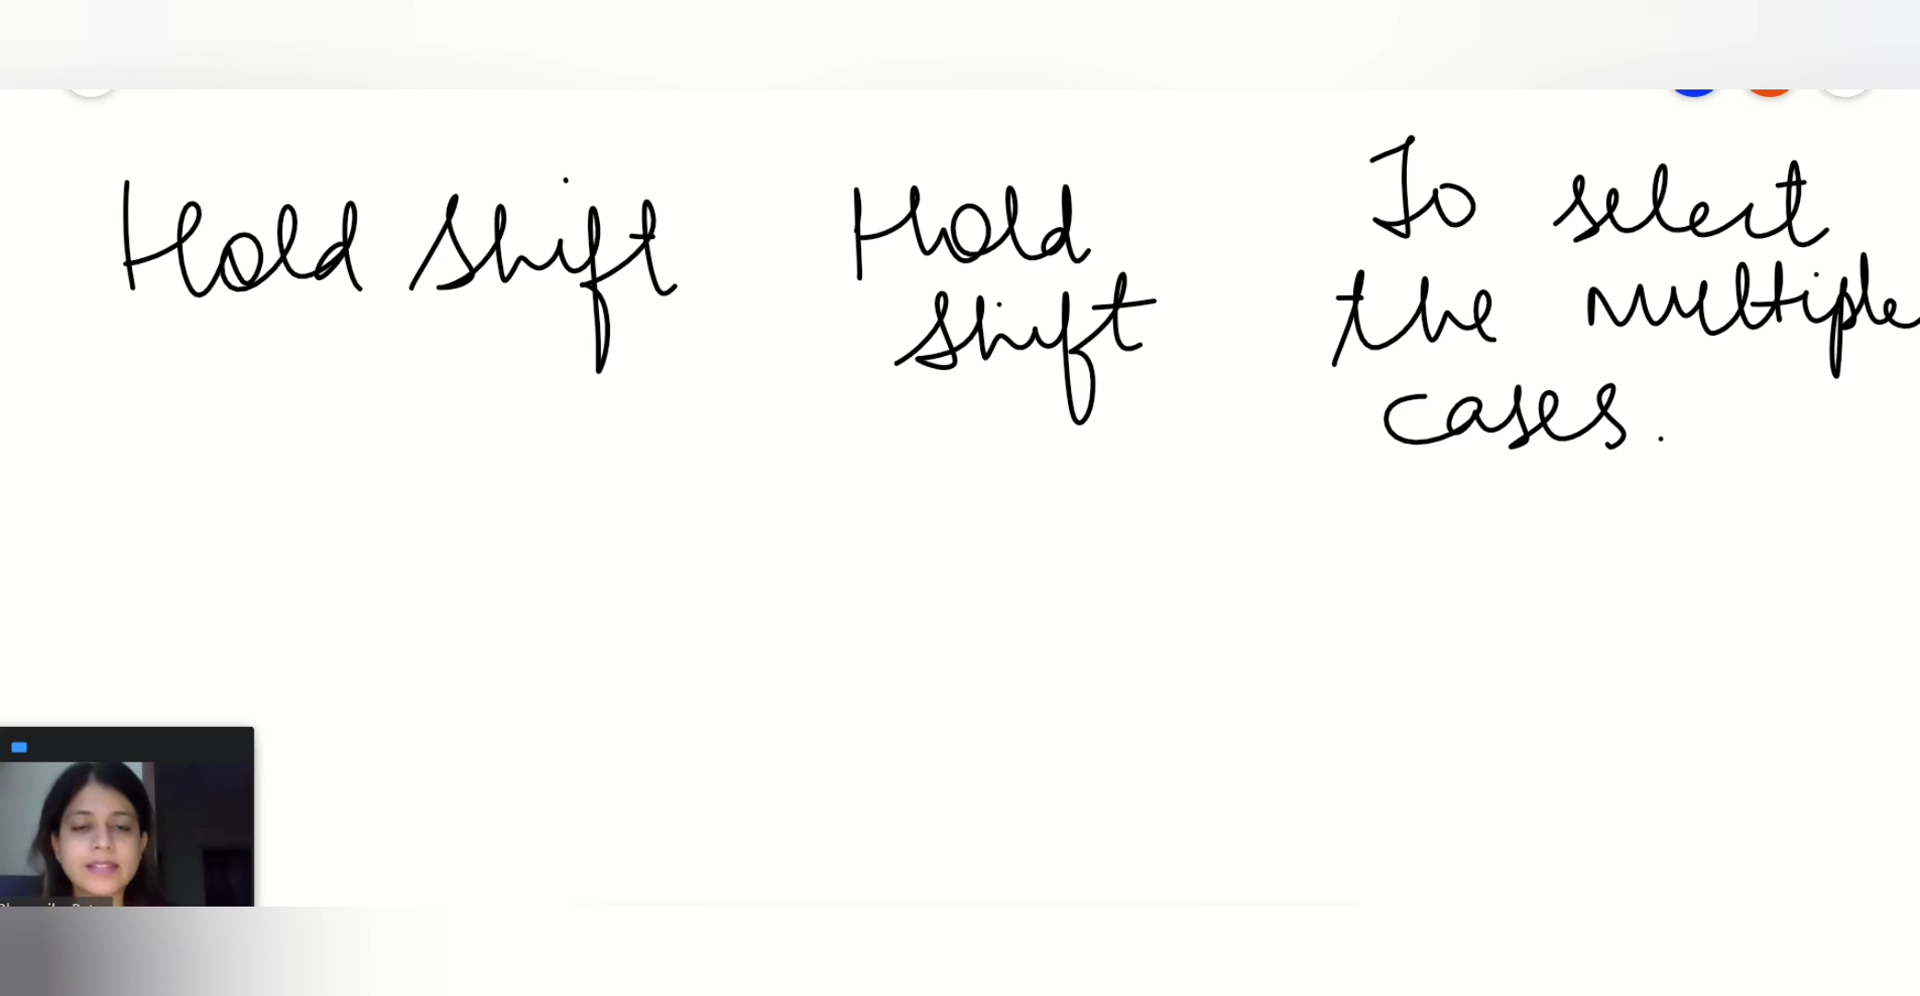 Hold Shift
Hold
Shift
To select
the multiple
cases.